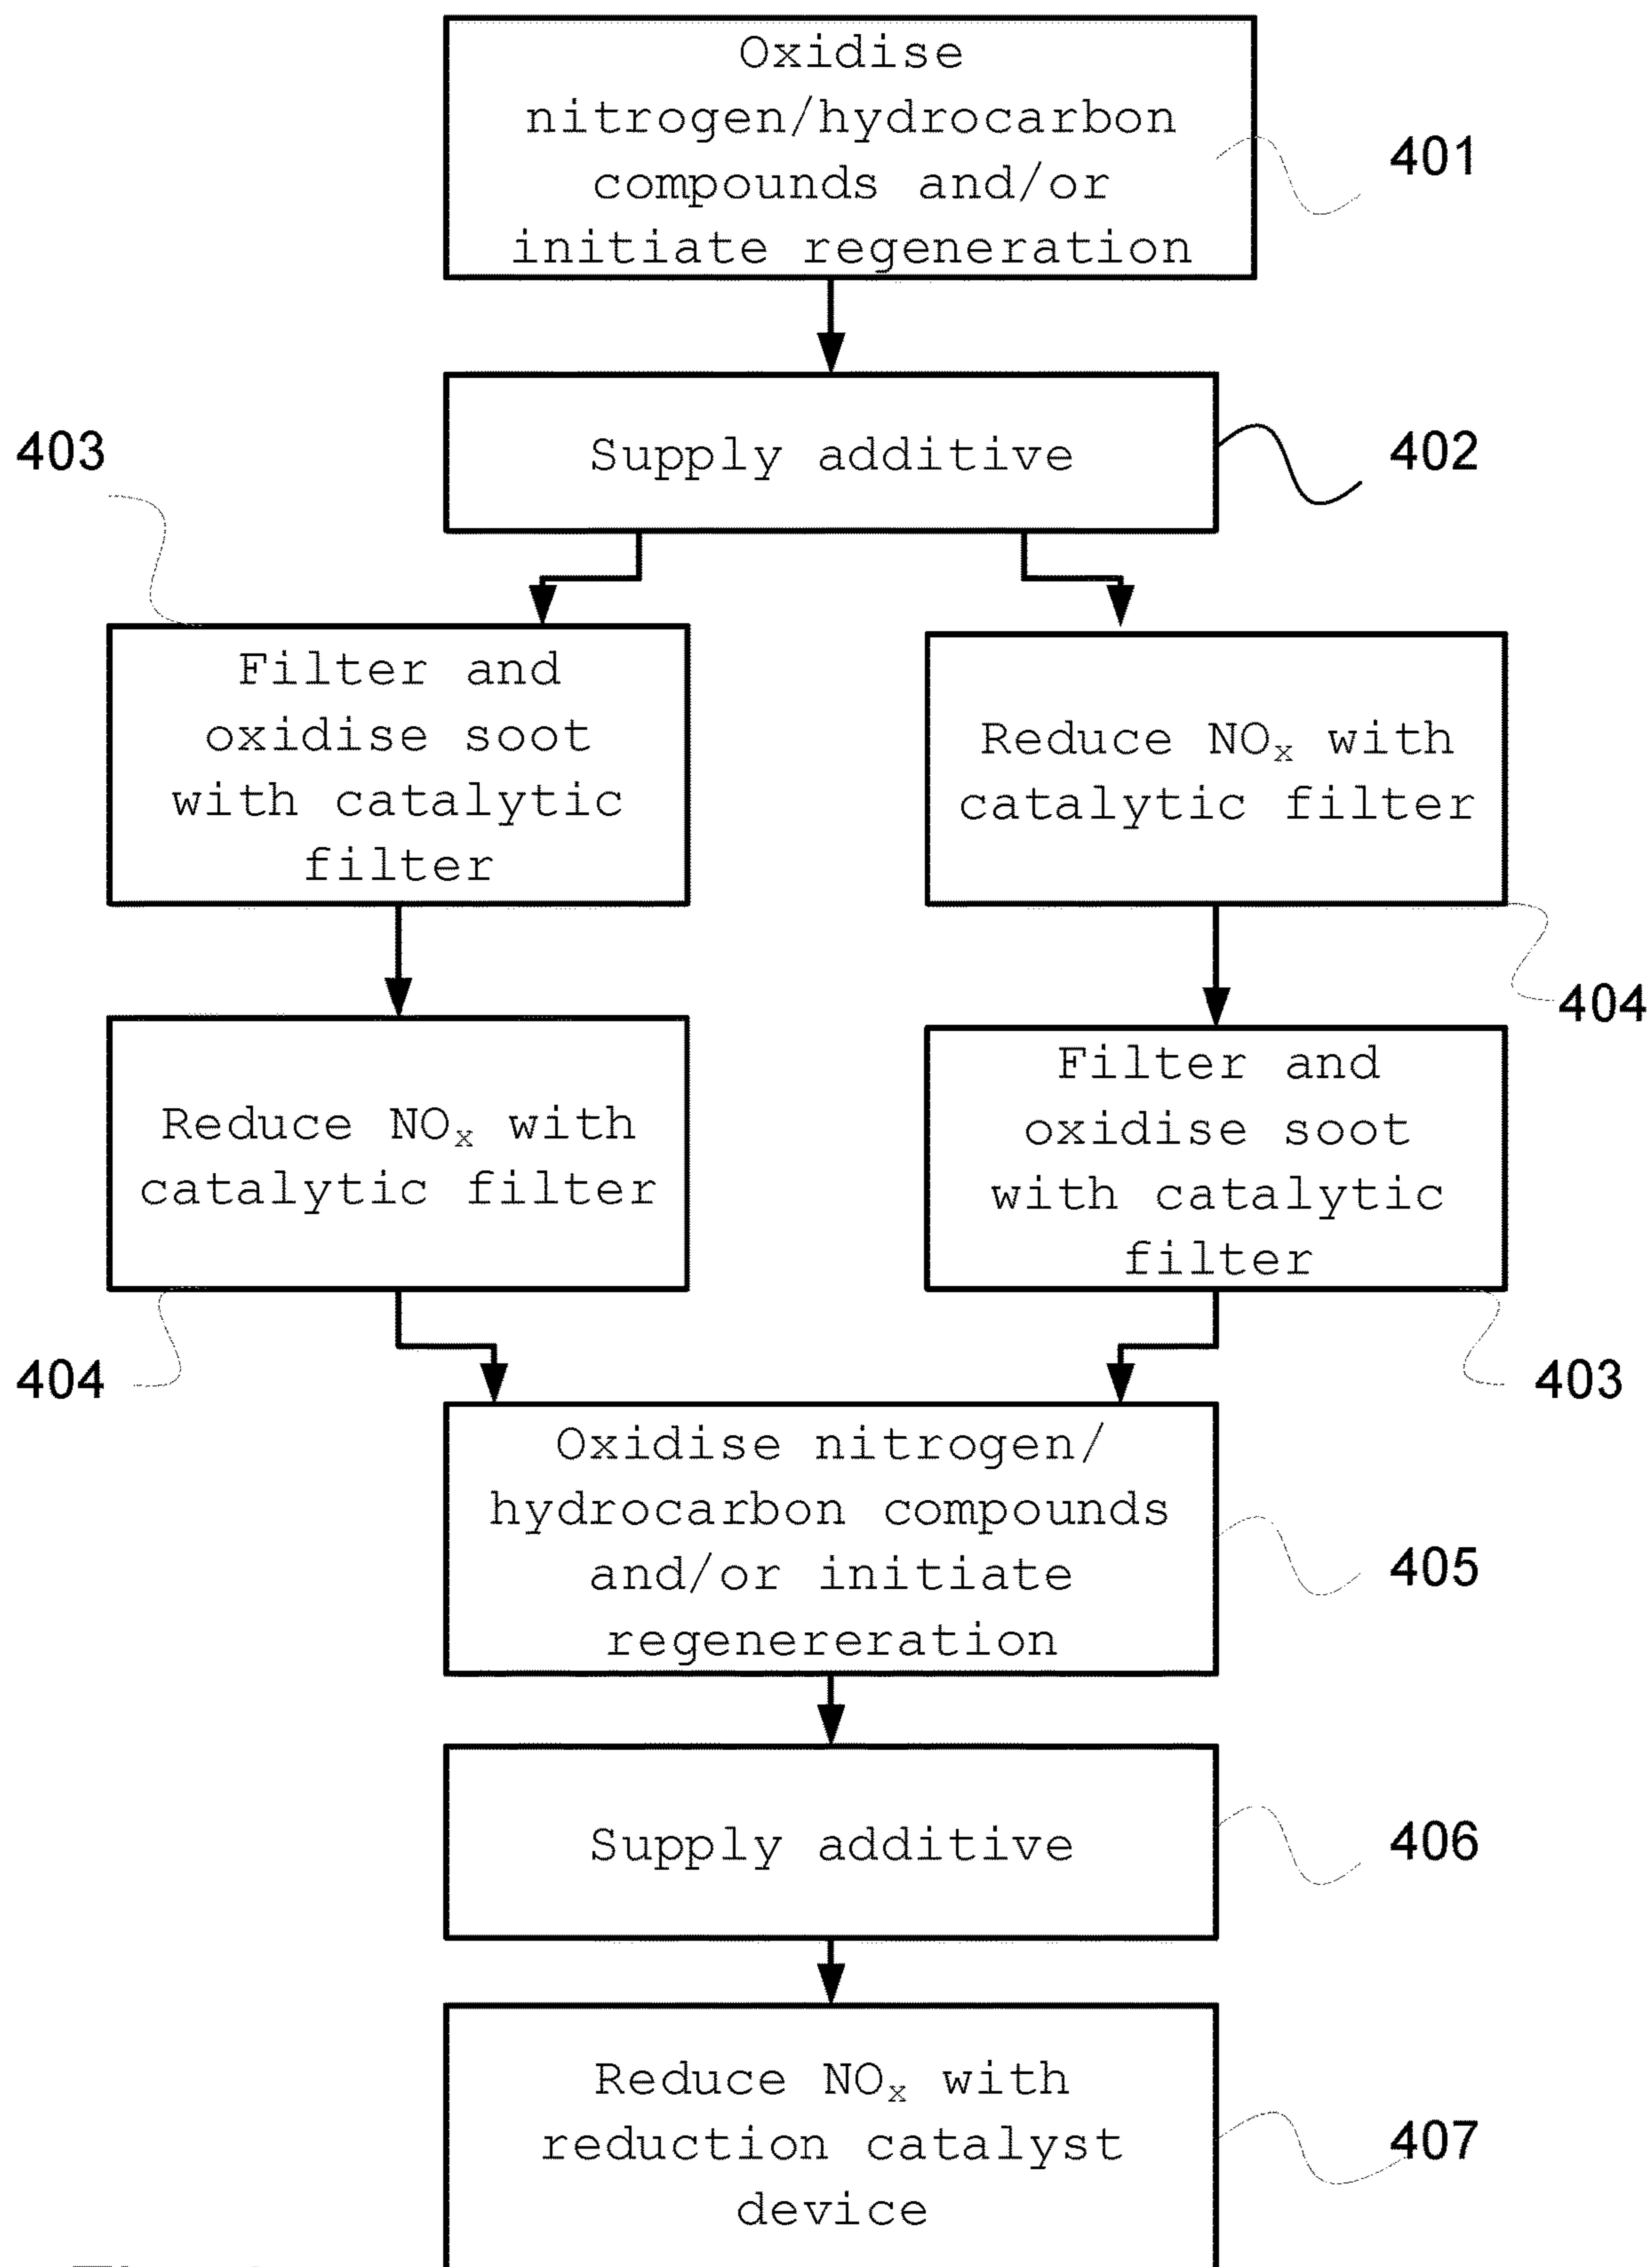 Oxidise
nitrogen/hydrocarbon
compounds and/or
initiate regeneration
401
Supply additive
402
403
Filter and
oxidise soot
with catalytic
filter
Reduce NOₓ with
catalytic filter
404
Reduce NOₓ with
catalytic filter
404
Filter and
oxidise soot
with catalytic
filter
403
Oxidise nitrogen/
hydrocarbon compounds
and/or initiate
regenereration
405
Supply additive
406
Reduce NOₓ with
reduction catalyst
device
407